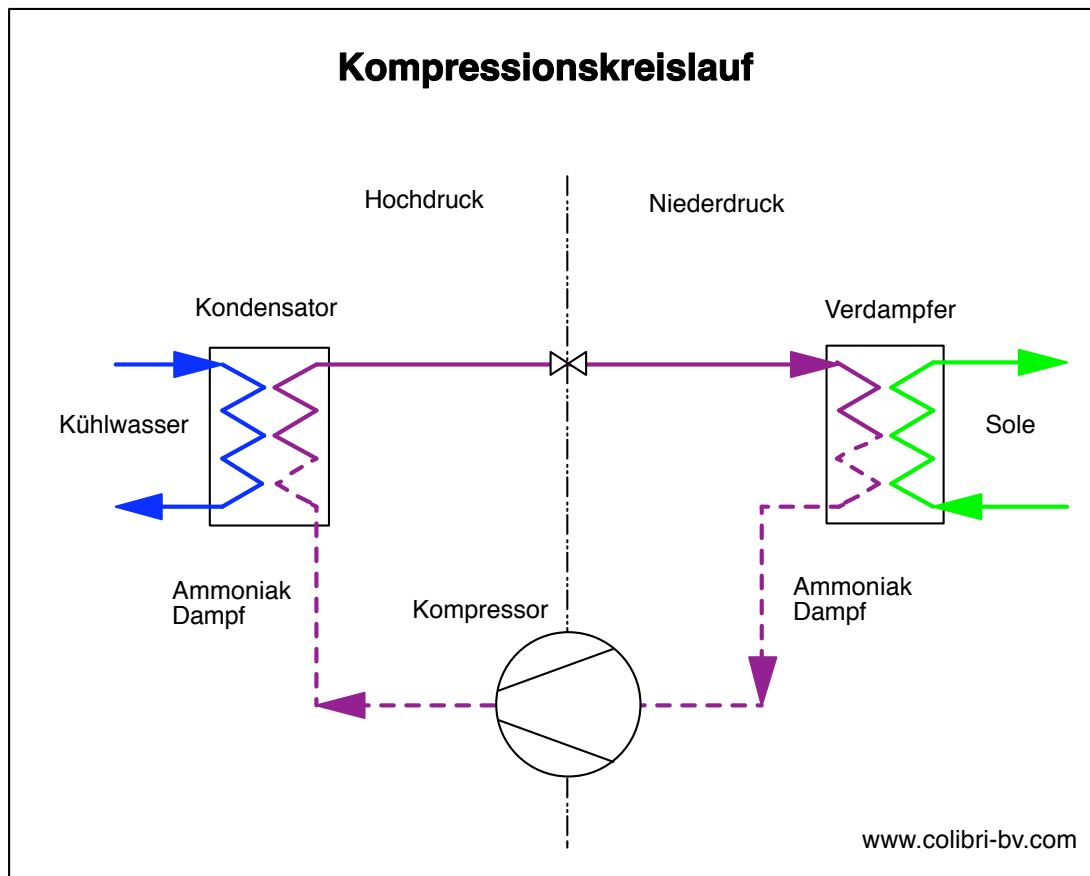 Kompressionskreislauf
Hochdruck
Niederdruck
Kondensator
Verdampfer
Kühlwasser
Sole
Ammoniak
Dampf
Kompressor
Ammoniak
Dampf
www.colibri-bv.com